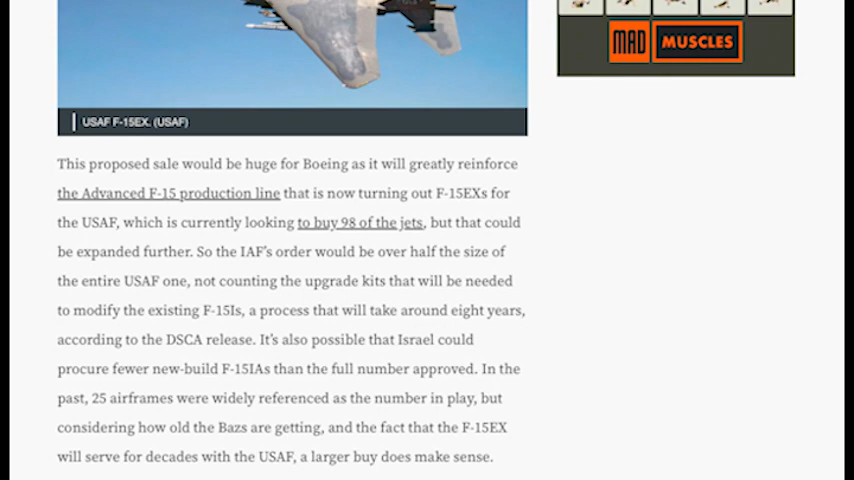 MAD MUSCLES
USAF F-15EX. (USAF)
This proposed sale would be huge for Boeing as it will greatly reinforce
the Advanced F-15 production line that is now turning out F-15EXs for
the USAF, which is currently looking to buy 98 of the jets, but that could
be expanded further. So the IAF's order would be over half the size of
the entire USAF one, not counting the upgrade kits that will be needed
to modify the existing F-15Is, a process that will take around eight years,
according to the DSCA release. It's also possible that Israel could
procure fewer new-build F-15IAs than the full number approved. In the
past, 25 airframes were widely referenced as the number in play, but
considering how old the Bazs are getting, and the fact that the F-15EX
will serve for decades with the USAF, a larger buy does make sense.